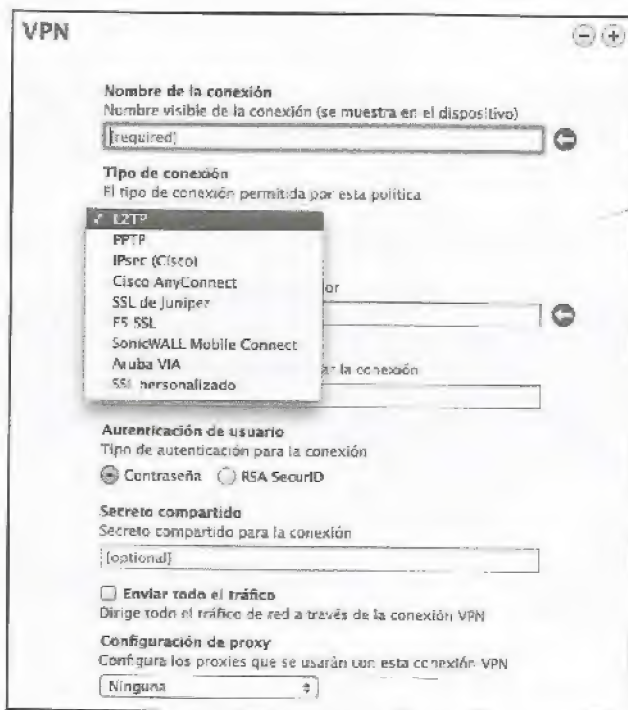 VPN
Nombre de la conexión
Nombre visible de la conexión (se muestra en el dispositivo)
[required]
Tipo de conexión
El tipo de conexión permitida por esta política
✓ L2TP
PPTP
IPsec (Cisco)
Cisco AnyConnect
SSL de Juniper
F5 SSL
SonicWALL Mobile Connect
Aruba VIA
SSL personalizado
or
ar la conexión
Autenticación de usuario
Tipo de autenticación para la conexión
Contraseña RSA SecurID
Secreto compartido
Secreto compartido para la conexión
[optional]
Enviar todo el tráfico
Dirige todo el tráfico de red a través de la conexión VPN
Configuración de proxy
Configura los proxies que se usarán con esta conexión VPN
Ninguna